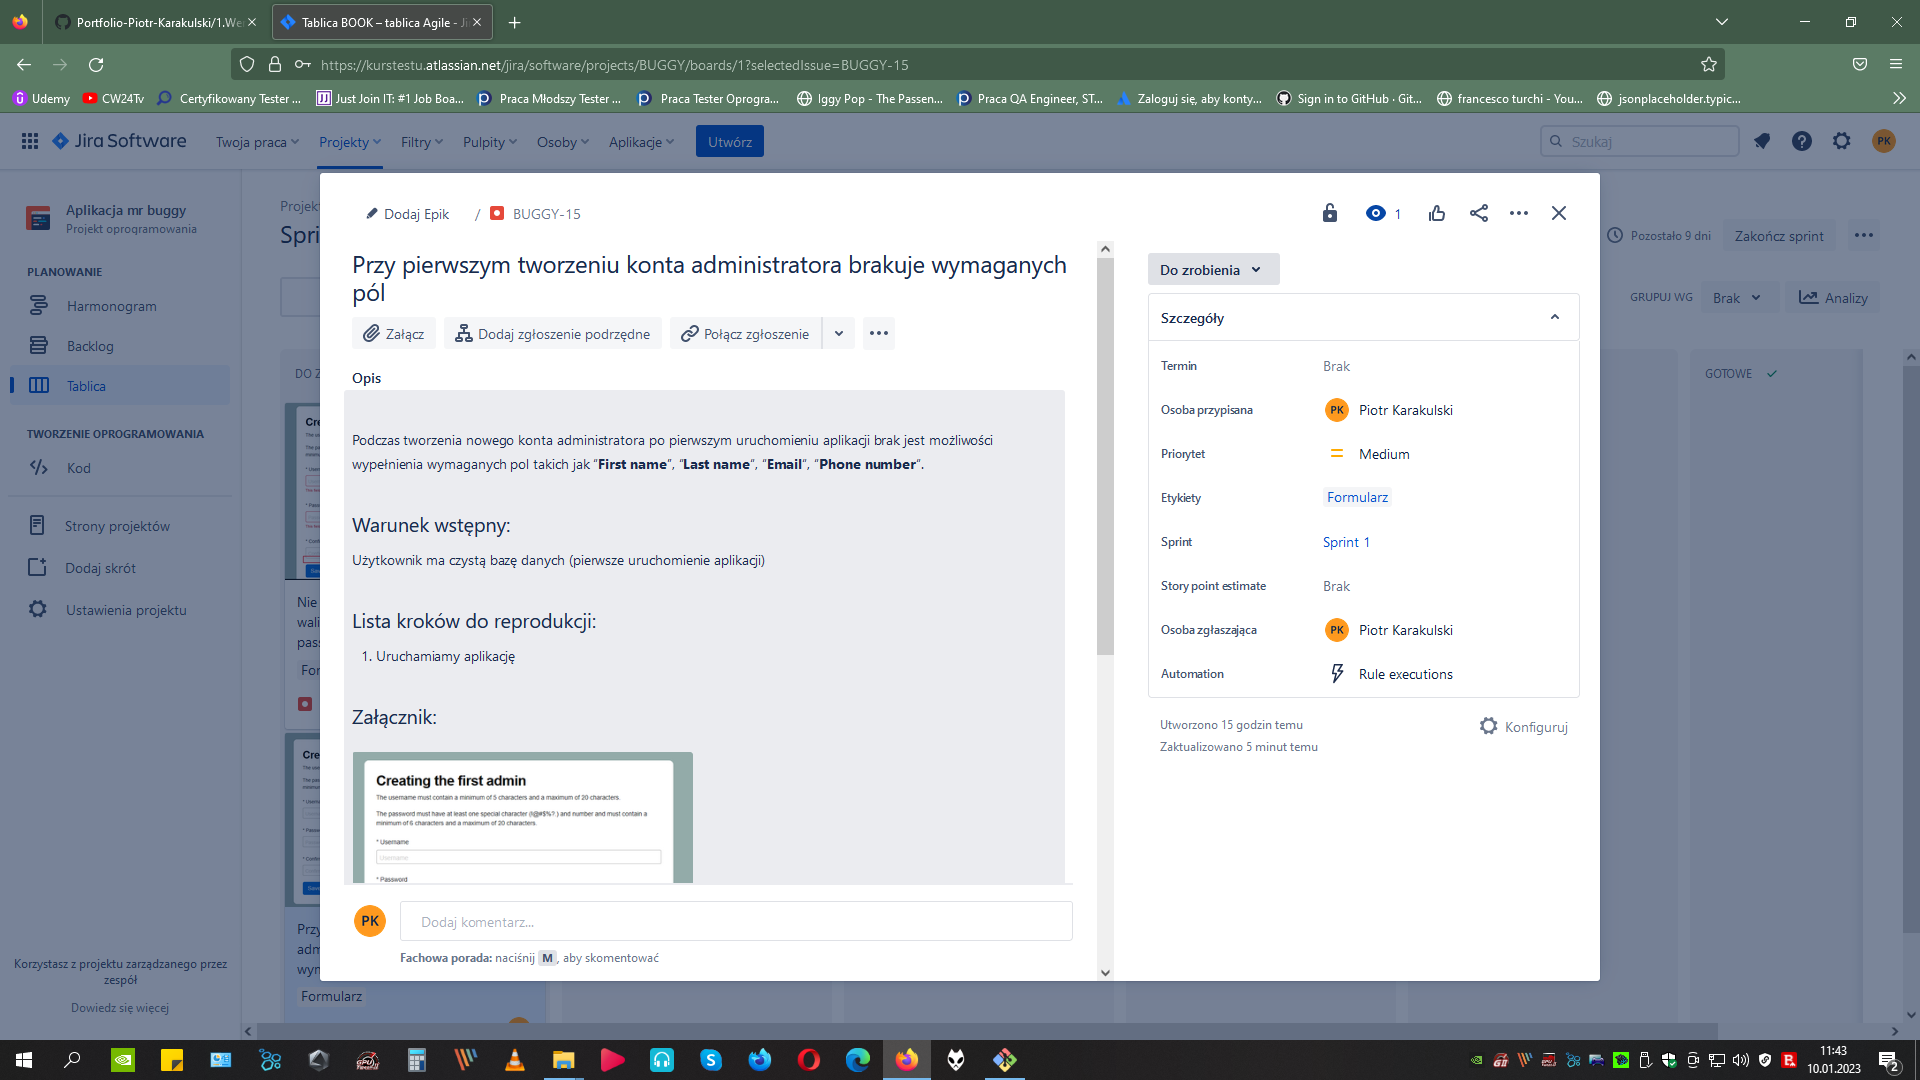 Portfolio-Piotr-Karakulski/1.We
Tablica BOOK – tablica Agile - Ji
https://kurstestu.atlassian.net/jira/software/projects/BUGGY/boards/1?selectedIssue=BUGGY-15
Udemy
CW24Tv
Certyfikowany Tester ...
Just Join IT: #1 Job Boa...
Praca Młodszy Tester ...
Praca Tester Oprogra...
Iggy Pop - The Passen...
Praca QA Engineer, ST...
Zaloguj się, aby konty...
Sign in to GitHub · Git...
francesco turchi - You...
jsonplaceholder.typic...
Jira Software
Twoja praca
Projekty
Filtry
Pulpity
Osoby
Aplikacje
Utwórz
Szukaj
PK
Aplikacja mr buggy
Projekt oprogramowania
PLANOWANIE
Harmonogram
Backlog
Tablica
TWORZENIE OPROGRAMOWANIA
Kod
Strony projektów
Dodaj skrót
Ustawienia projektu
Korzystasz z projektu zarządzanego przez
zespół
Dowiedz się więcej
Projekt
Spri
Pozostało 9 dni
Zakończ sprint
GRUPUJ WG
Brak
Analizy
DO Z
GOTOWE
Nie
wali
pass
For
Przy
adm
wym
Formularz
Dodaj Epik
/
BUGGY-15
1
Przy pierwszym tworzeniu konta administratora brakuje wymaganych
pól
Załącz
Dodaj zgłoszenie podrzędne
Połącz zgłoszenie
Opis
Podczas tworzenia nowego konta administratora po pierwszym uruchomieniu aplikacji brak jest możliwości
wypełnienia wymaganych pol takich jak “First name”, “Last name”, “Email”, “Phone number”.
Warunek wstępny:
Użytkownik ma czystą bazę danych (pierwsze uruchomienie aplikacji)
Lista kroków do reprodukcji:
1. Uruchamiamy aplikację
Załącznik:
Creating the first admin
The username must contain a minimum of 5 characters and a maximum of 20 characters.
The password must have at least one special character (!@#$%?.) and number and must contain a
minimum of 6 characters and a maximum of 20 characters.
* Username
Username
* Password
PK
Dodaj komentarz...
Fachowa porada: naciśnij M, aby skomentować
Do zrobienia
Szczegóły
Termin
Brak
Osoba przypisana
PK
Piotr Karakulski
Priorytet
Medium
Etykiety
Formularz
Sprint
Sprint 1
Story point estimate
Brak
Osoba zgłaszająca
PK
Piotr Karakulski
Automation
Rule executions
Utworzono 15 godzin temu
Zaktualizowano 5 minut temu
Konfiguruj
11:43
10.01.2023
2